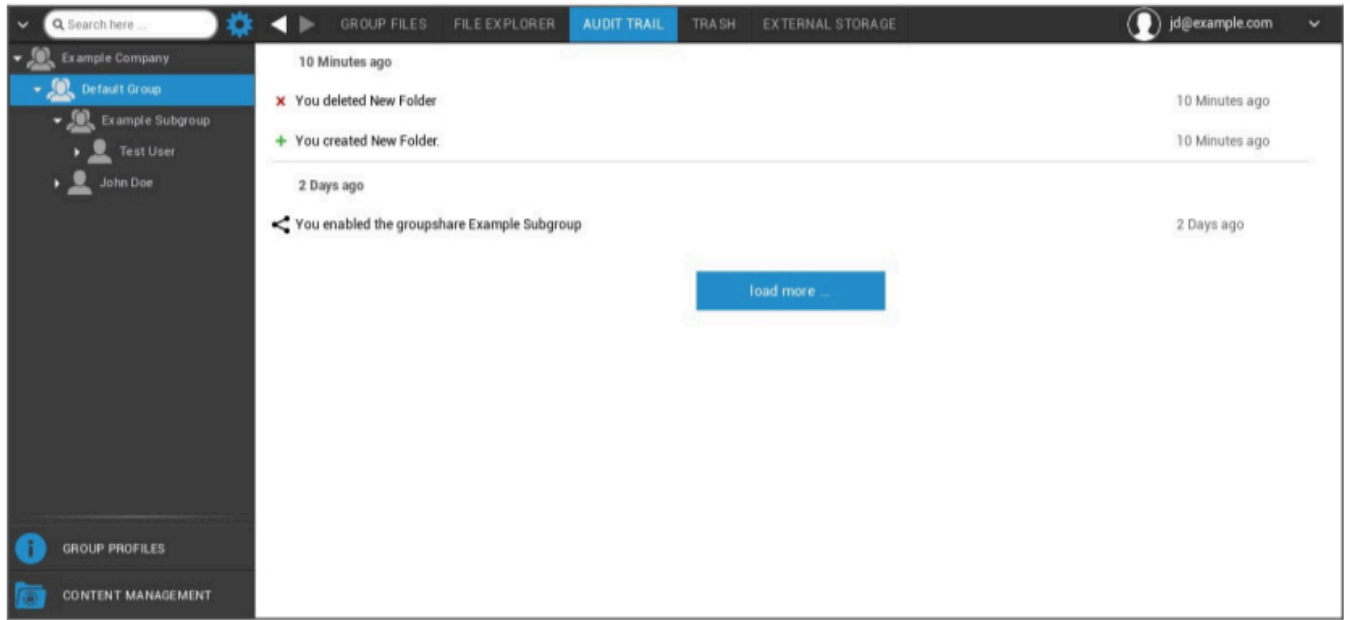 Search here ...
GROUP FILES FILE EXPLORER AUDIT TRAIL TRASH EXTERNAL STORAGE jd@example.com
Example Company
Default Group
Example Subgroup
Test User
John Doe
10 Minutes ago
You deleted New Folder 10 Minutes ago
You created New Folder. 10 Minutes ago
2 Days ago
You enabled the groupshare Example Subgroup 2 Days ago
load more ...
GROUP PROFILES
CONTENT MANAGEMENT